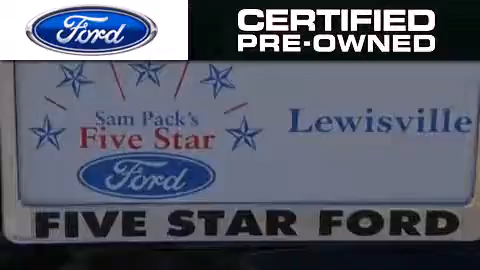 Ford
CERTIFIED
PRE-OWNED
Sam Pack's
Five Star
Ford
Lewisville
FIVE STAR FORD